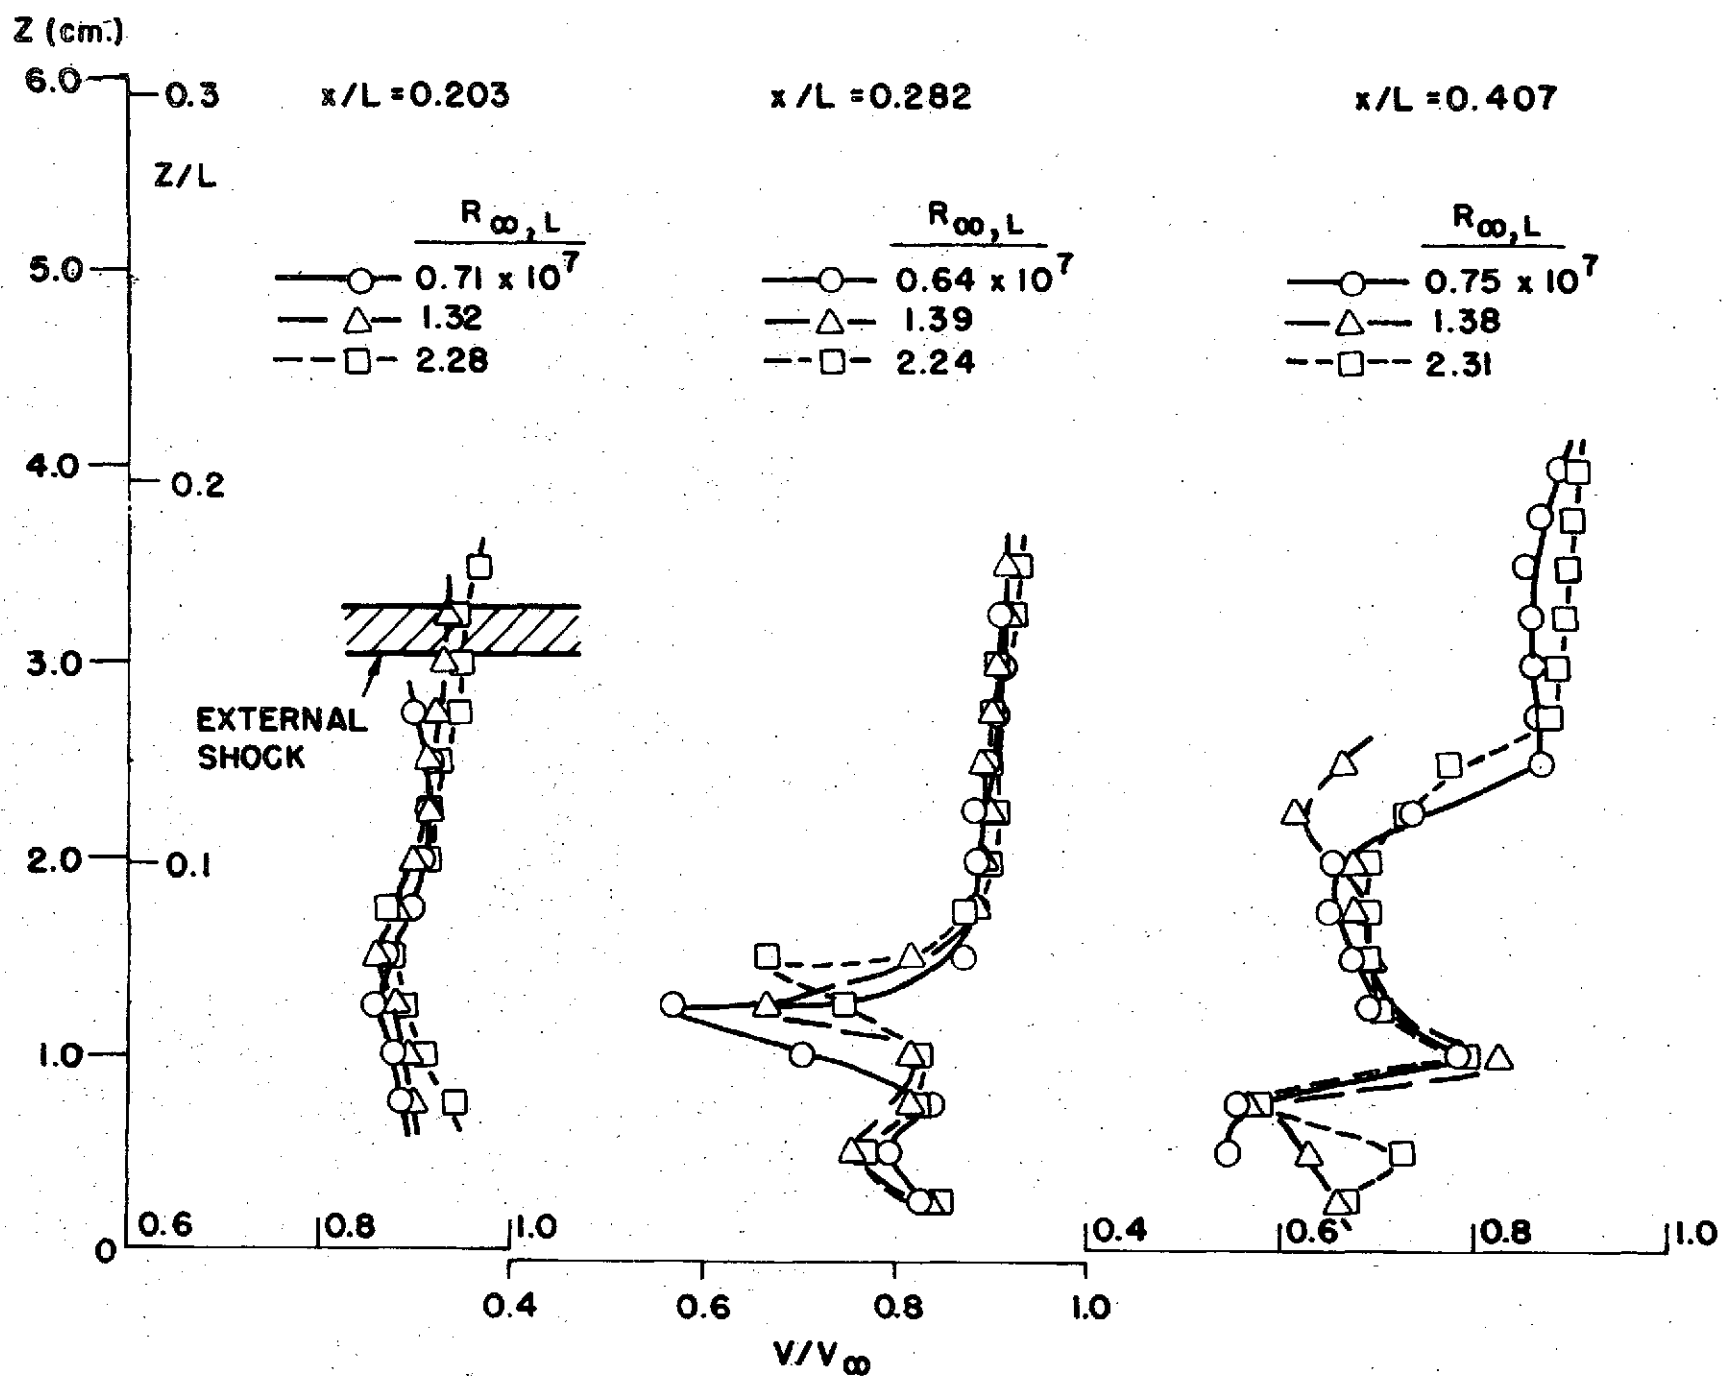 Z (cm.)
6.0
0.3
x/L = 0.203
x/L = 0.282
x/L = 0.407
Z/L
R∞,L
R∞,L
R∞,L
5.0
0.71 x 10⁷
0.64 x 10⁷
0.75 x 10⁷
1.32
1.39
1.38
2.28
2.24
2.31
4.0
0.2
3.0
EXTERNAL
SHOCK
2.0
0.1
1.0
0
0.6
0.8
1.0
0.4
0.6
0.8
1.0
0.4
0.6
0.8
1.0
V/V∞